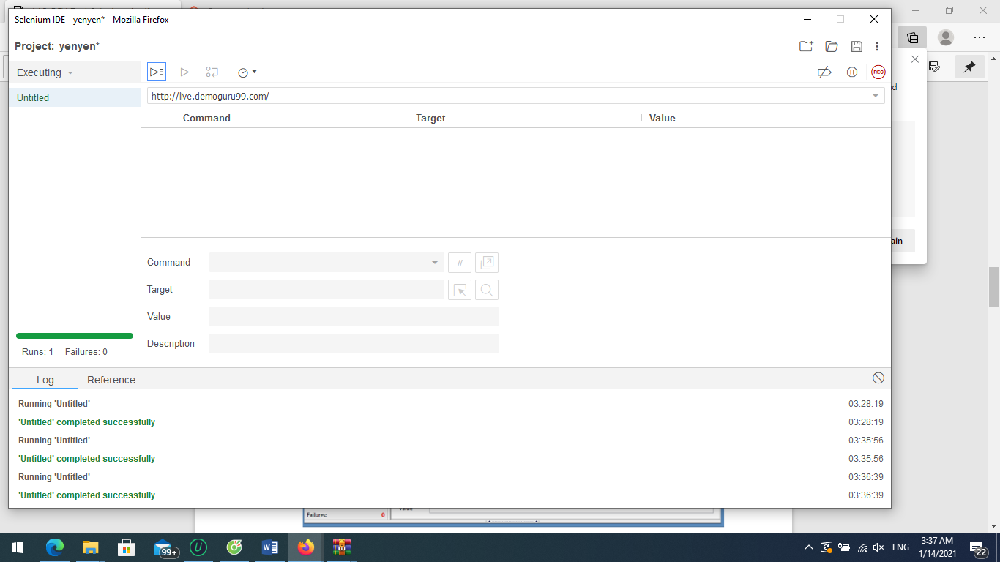 Selenium IDE - yenyen* - Mozilla Firefox
Project: yenyen*
Executing
REC
Untitled
http://live.demoguru99.com/
Command Target Value
Command
//
Target
Value
Description
Runs: 1 Failures: 0
Log Reference
Running 'Untitled' 03:28:19
'Untitled' completed successfully 03:28:19
Running 'Untitled' 03:35:56
'Untitled' completed successfully 03:35:56
Running 'Untitled' 03:36:39
'Untitled' completed successfully 03:36:39
Failures: 0
99+
ENG
3:37 AM
1/14/2021
22